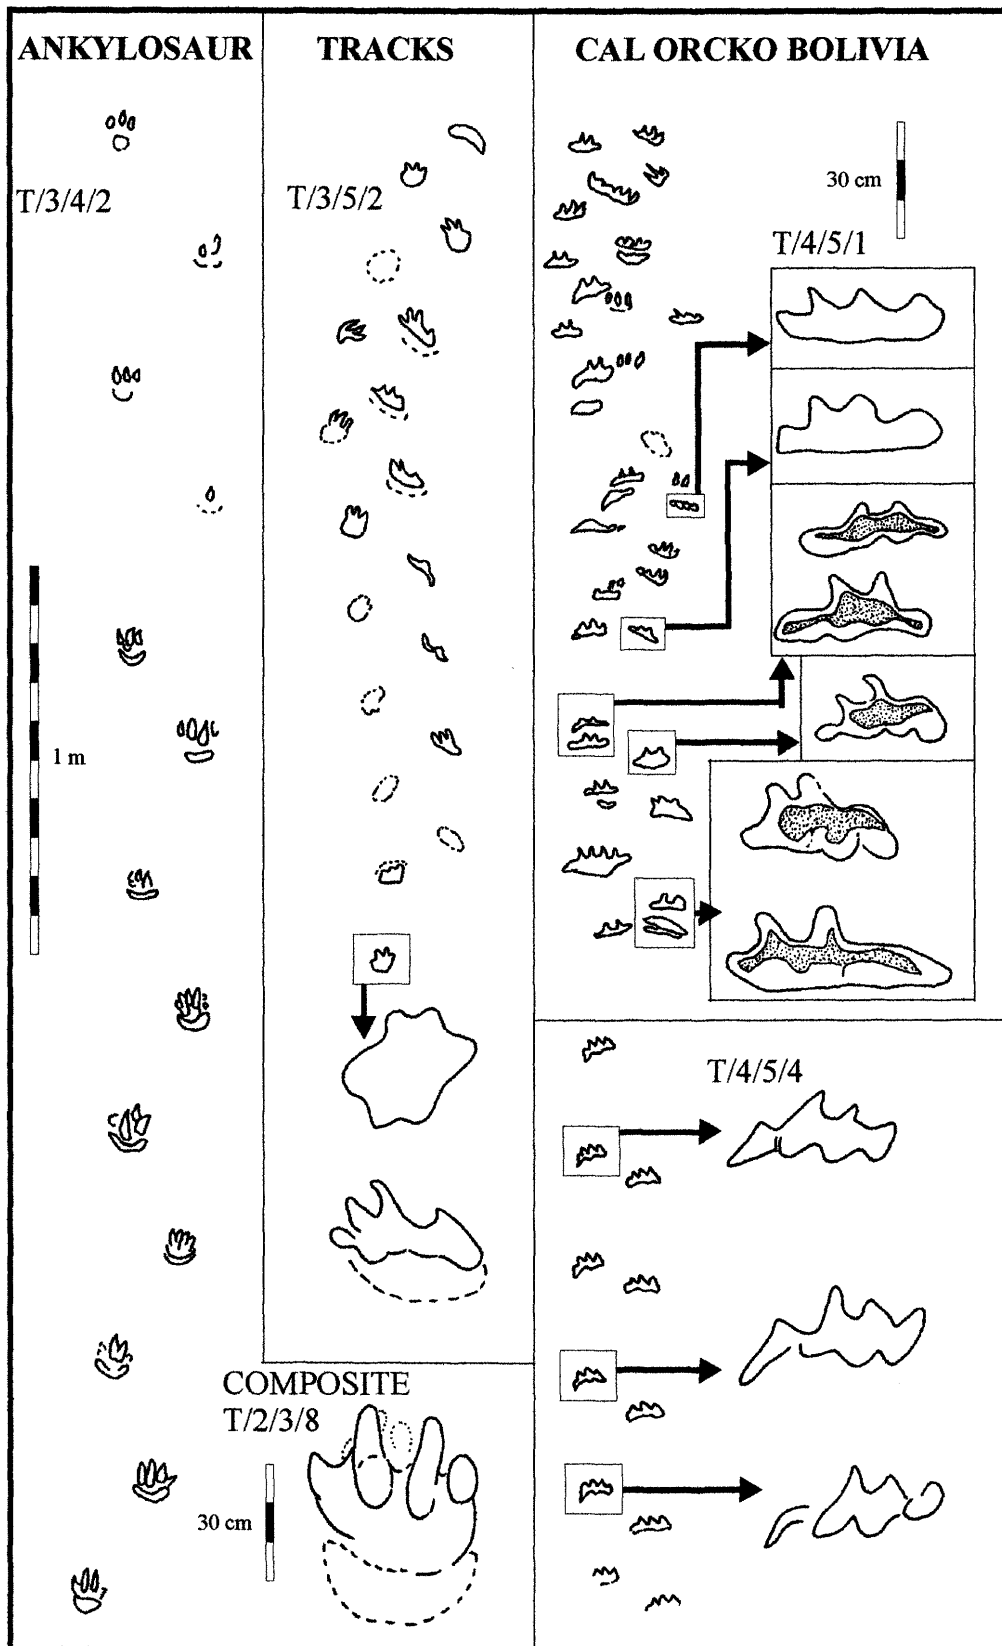 ANKYLOSAUR TRACKS CAL ORCKO BOLIVIA
T/3/4/2
T/3/5/2
30 cm
T/4/5/1
1 m
T/4/5/4
COMPOSITE
T/2/3/8
30 cm